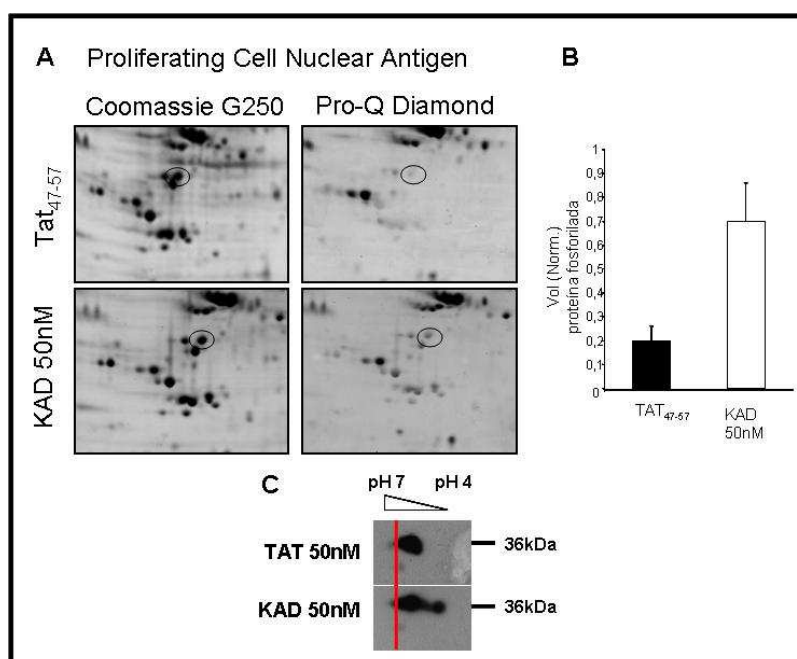 A Proliferating Cell Nuclear Antigen
Coomassie G250 Pro-Q Diamond
Tat47-57
KAD 50nM
B
Vol (Norm.)
proteína fosforilada
1
0,9
0,8
0,7
0,6
0,5
0,4
0,3
0,2
0,1
0
TAT47-57
KAD
50nM
C
pH 7 pH 4
TAT 50nM 36kDa
KAD 50nM 36kDa